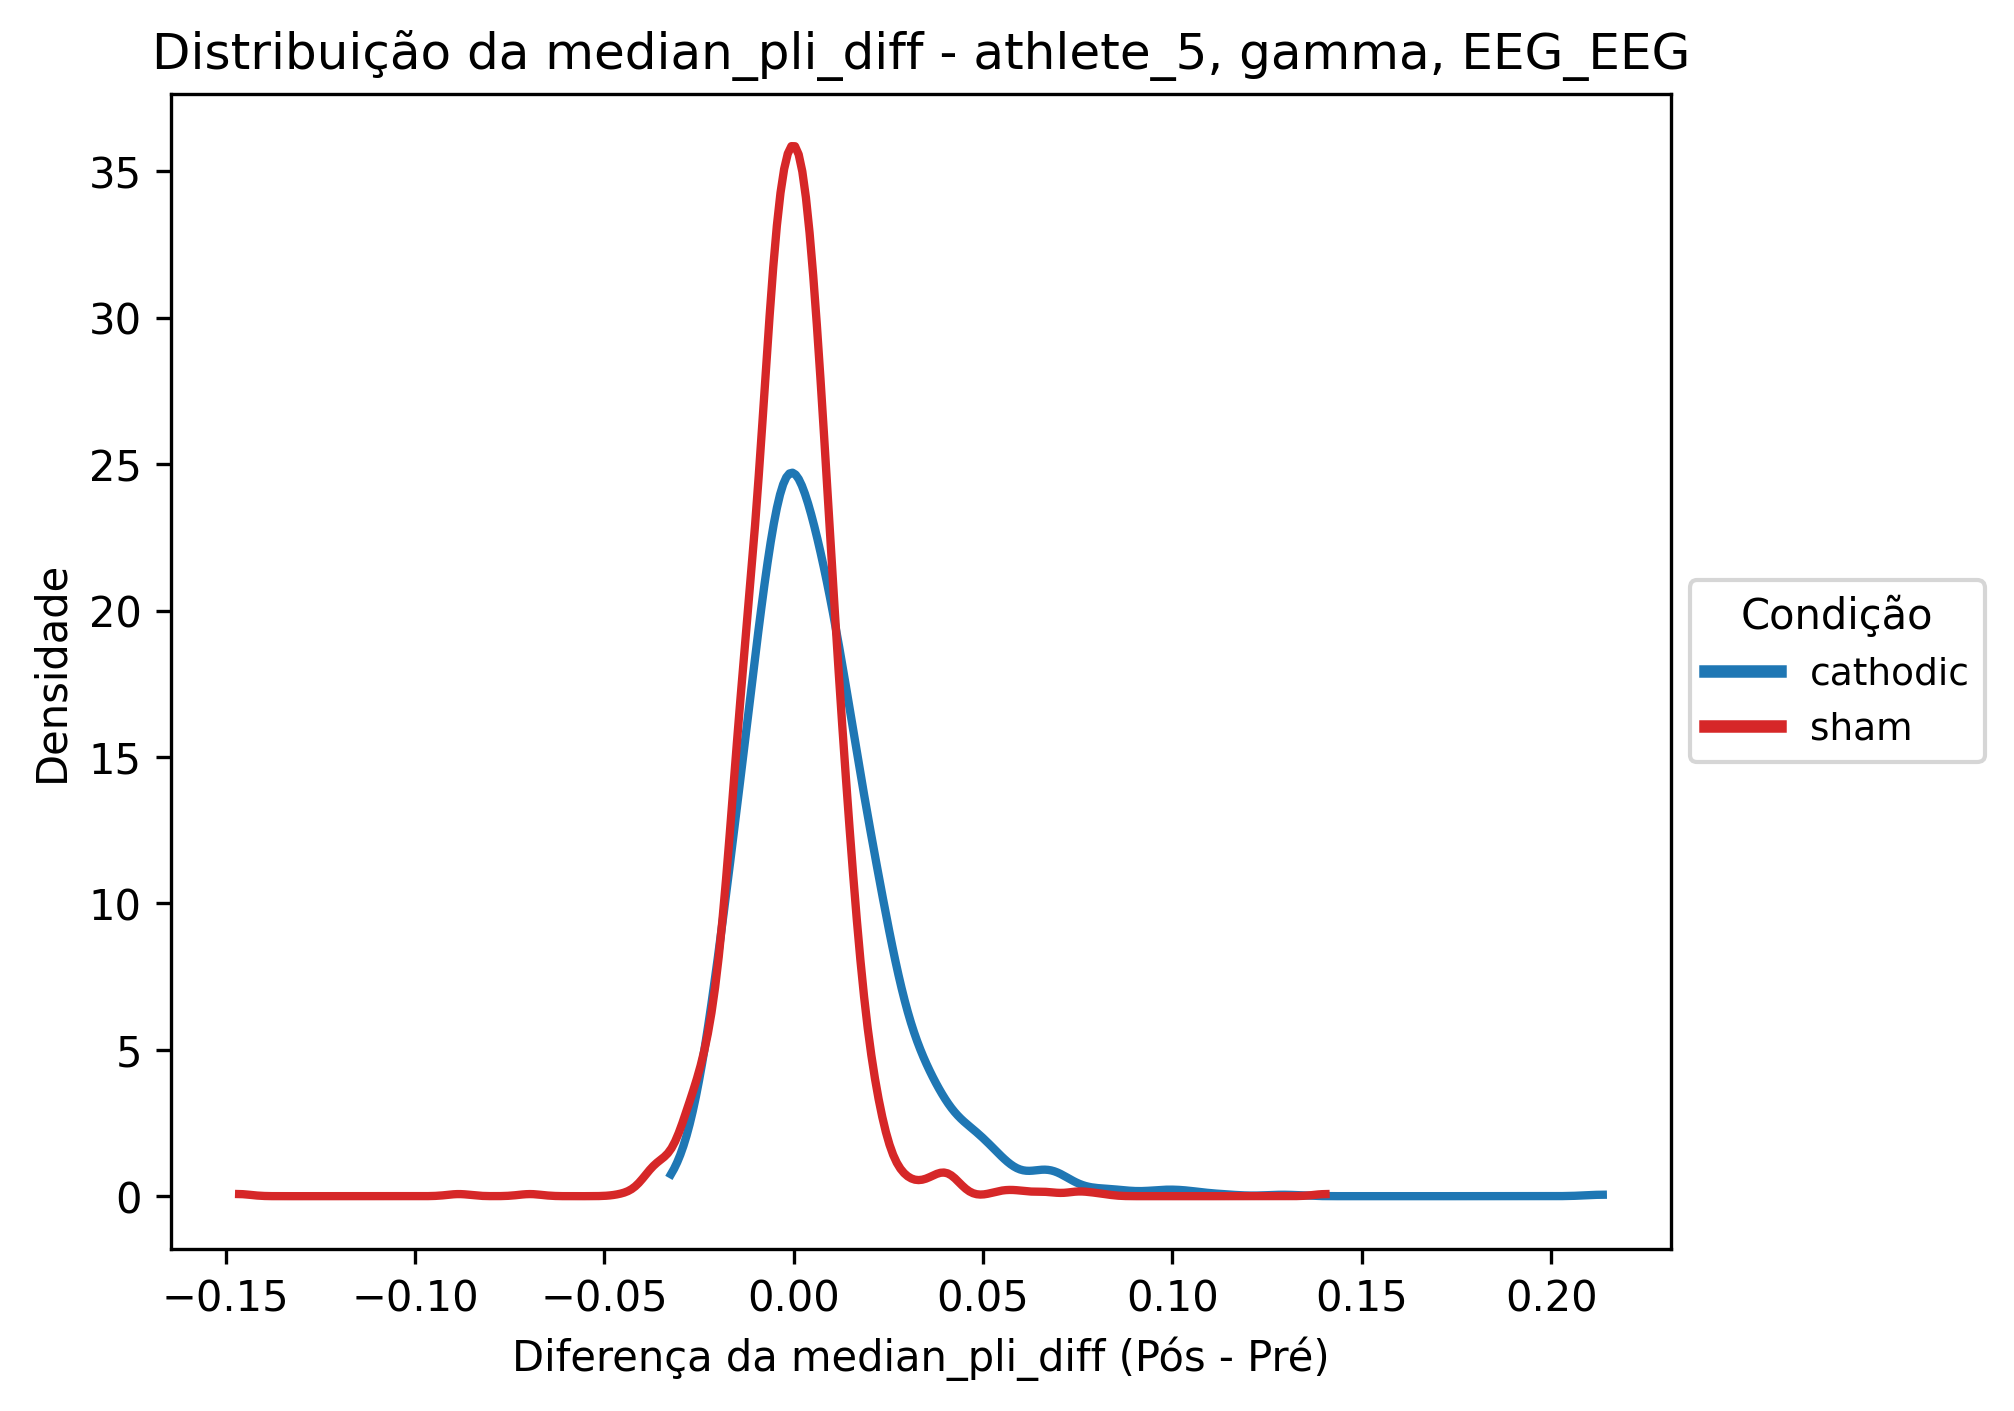 Distribuição da median_pli_diff - athlete_5, gamma, EEG_EEG
Densidade
35
30
25
20
15
10
5
0
−0.15 −0.10 −0.05 0.00 0.05 0.10 0.15 0.20
Diferença da median_pli_diff (Pós - Pré)
Condição
cathodic
sham